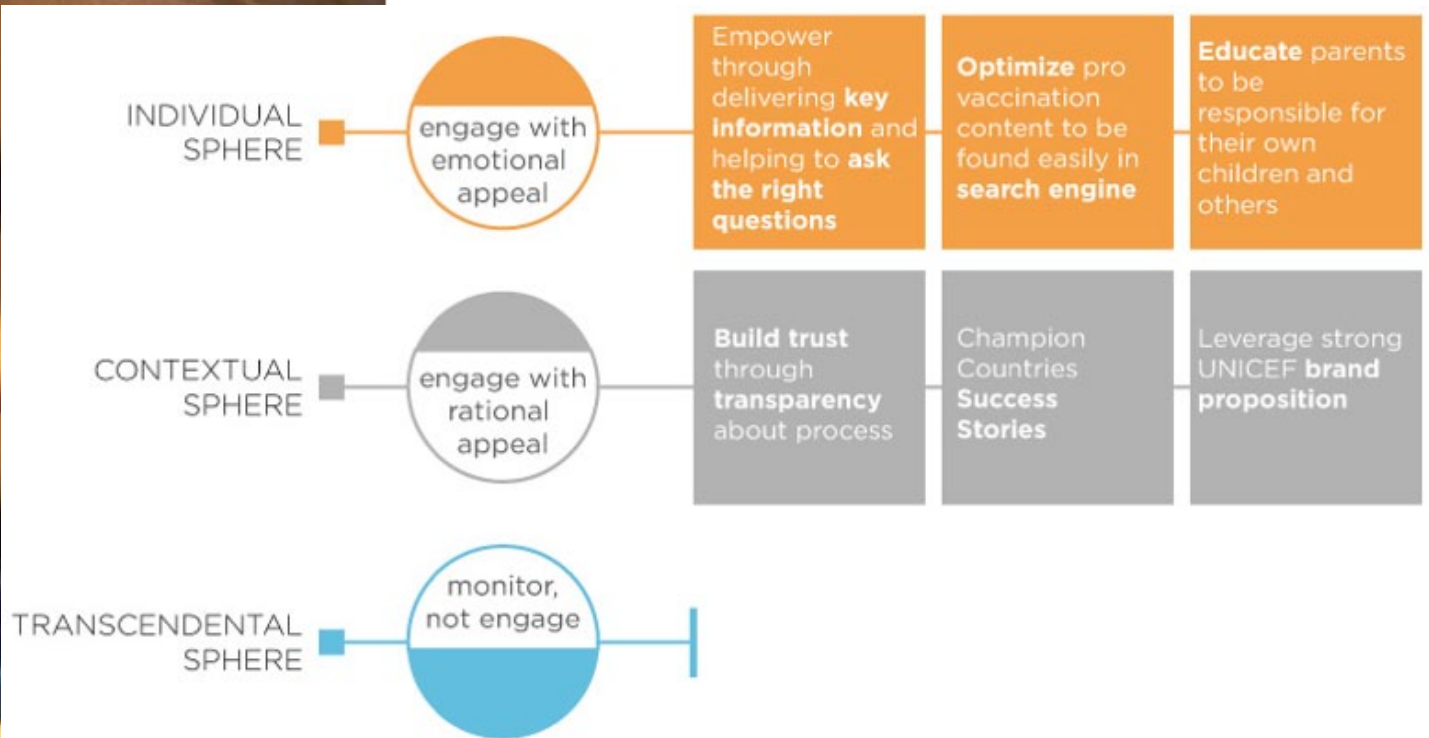 INDIVIDUAL
SPHERE
engage with
emotional
appeal
Empower
through
delivering key
information and
helping to ask
the right
questions
Optimize pro
vaccination
content to be
found easily in
search engine
Educate parents
to be
responsible for
their own
children and
others
CONTEXTUAL
SPHERE
engage with
rational
appeal
Build trust
through
transparency
about process
Champion
Countries
Success
Stories
Leverage strong
UNICEF brand
proposition
TRANSCENDENTAL
SPHERE
monitor,
not engage